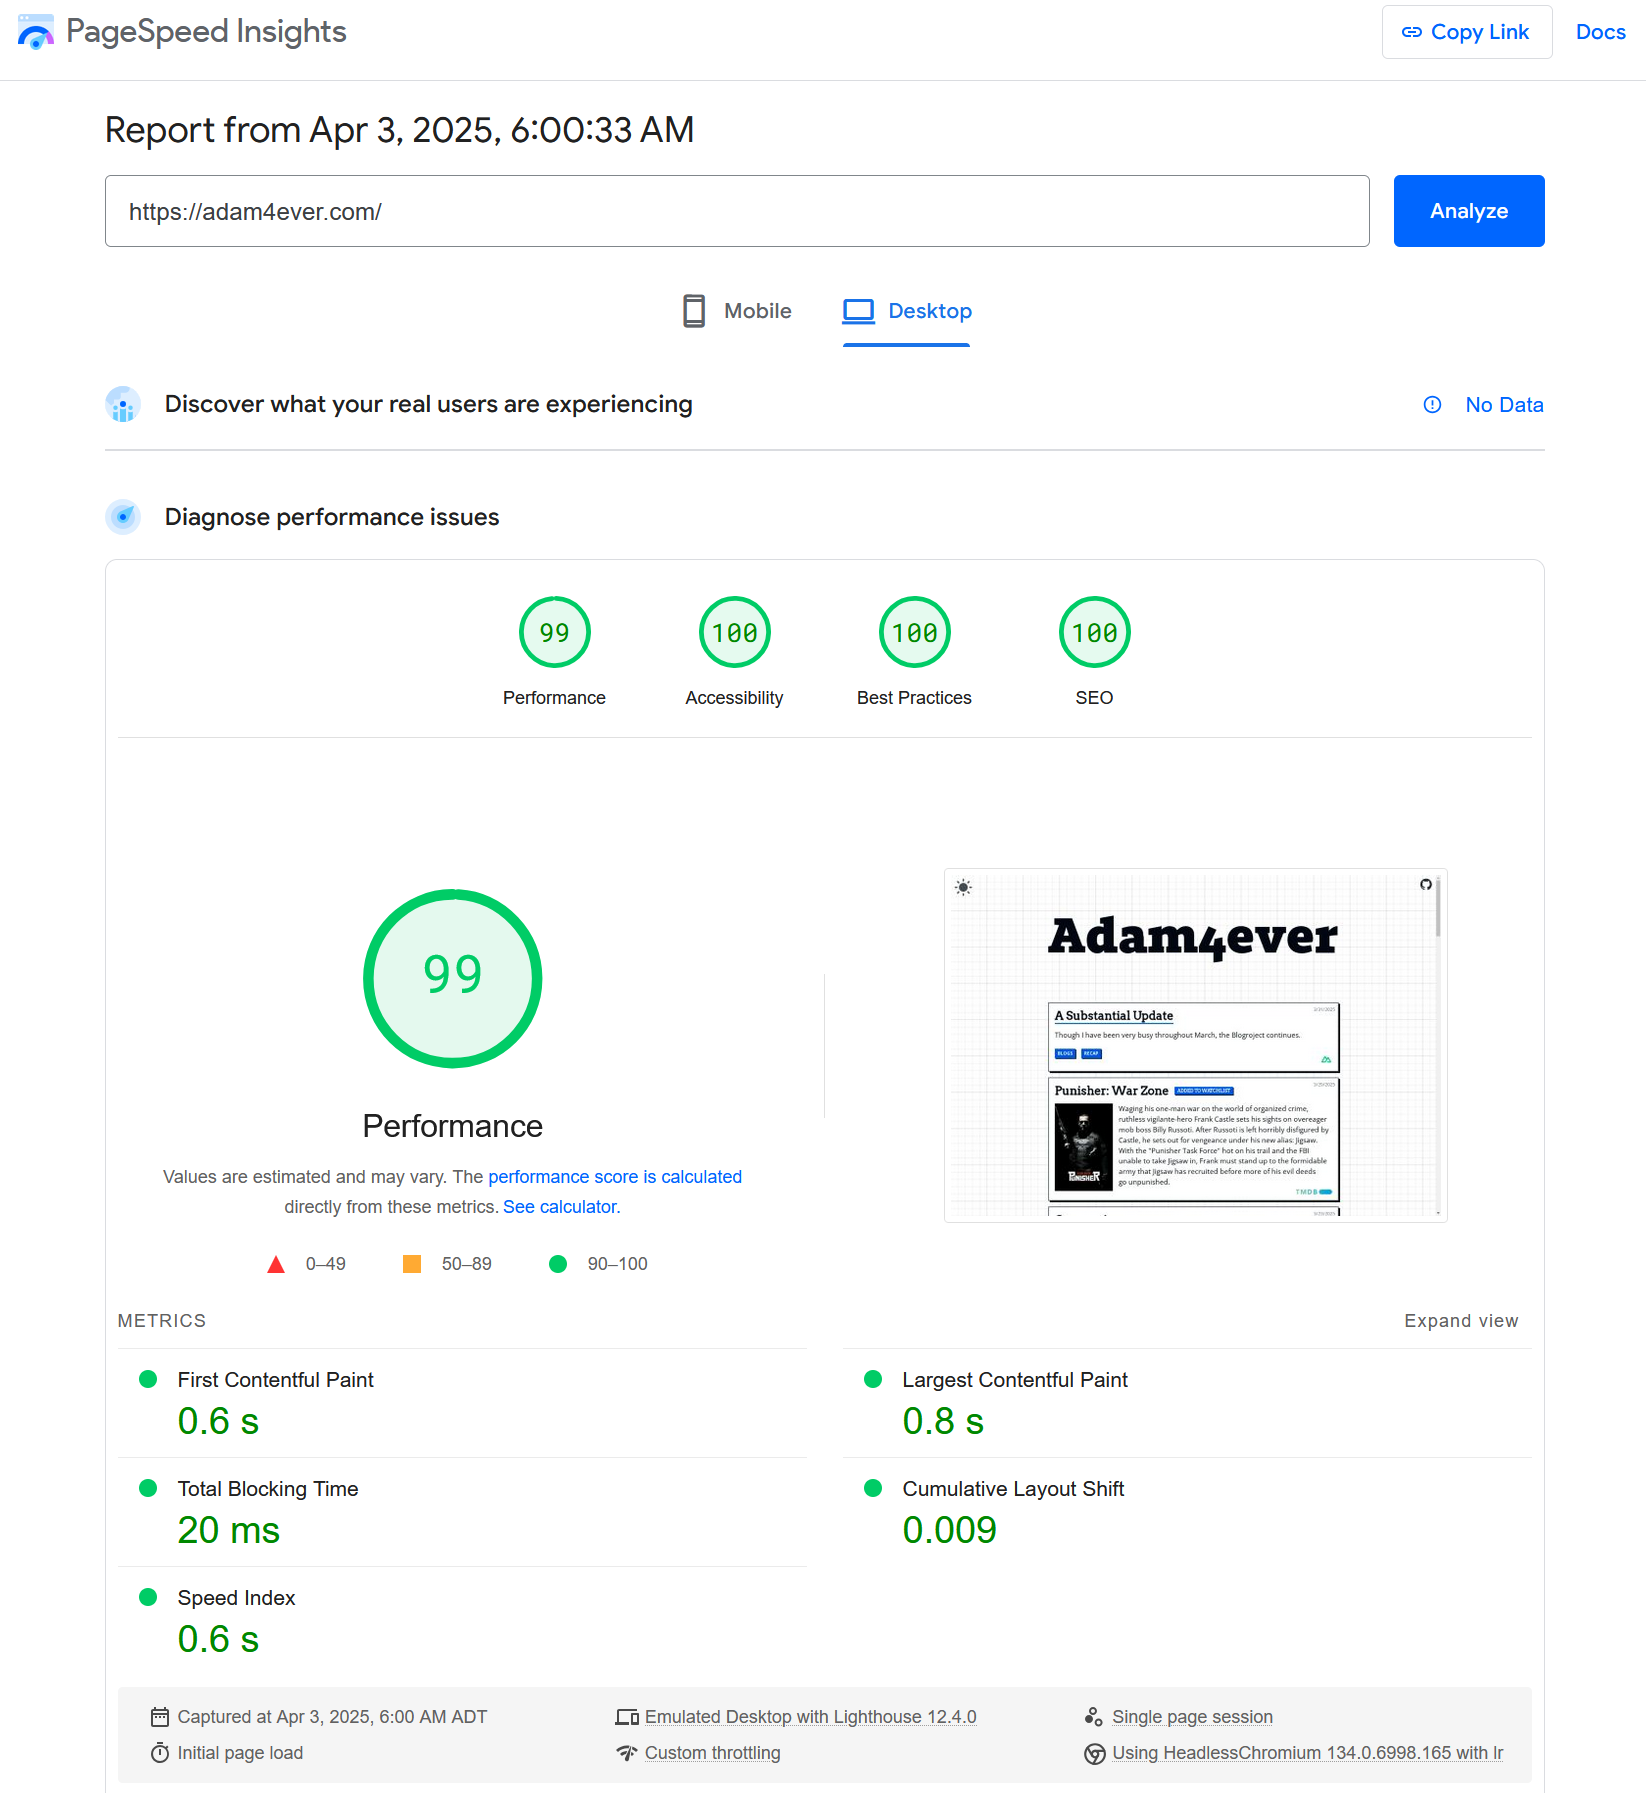 PageSpeed Insights
Copy Link
Docs
Report from Apr 3, 2025, 6:00:33 AM
https://adam4ever.com/
Analyze
Mobile
Desktop
Discover what your real users are experiencing
No Data
Diagnose performance issues
99
100
100
100
Performance
Accessibility
Best Practices
SEO
99
Performance
Values are estimated and may vary. The performance score is calculated
directly from these metrics. See calculator.
0–49
50–89
90–100
Adam4ever
A Substantial Update
Though I have been very busy throughout March, the Blogroject continues.
BLOGS
RECAP
Punisher: War Zone
ADDED TO WATCHLIST
Waging his one-man war on the world of organized crime,
ruthless vigilante-hero Frank Castle sets his sights on overeager
mob boss Billy Russoti. After Russoti is left horribly disfigured by
Castle, he sets out for vengeance under his new alias: Jigsaw.
With the "Punisher Task Force" hot on his trail and the FBI
unable to take Jigsaw in, Frank must stand up to the formidable
army that Jigsaw has recruited before more of his evil deeds
go unpunished.
PUNISHER
TMDB
METRICS
Expand view
First Contentful Paint
0.6 s
Largest Contentful Paint
0.8 s
Total Blocking Time
20 ms
Cumulative Layout Shift
0.009
Speed Index
0.6 s
Captured at Apr 3, 2025, 6:00 AM ADT
Emulated Desktop with Lighthouse 12.4.0
Single page session
Initial page load
Custom throttling
Using HeadlessChromium 134.0.6998.165 with lr